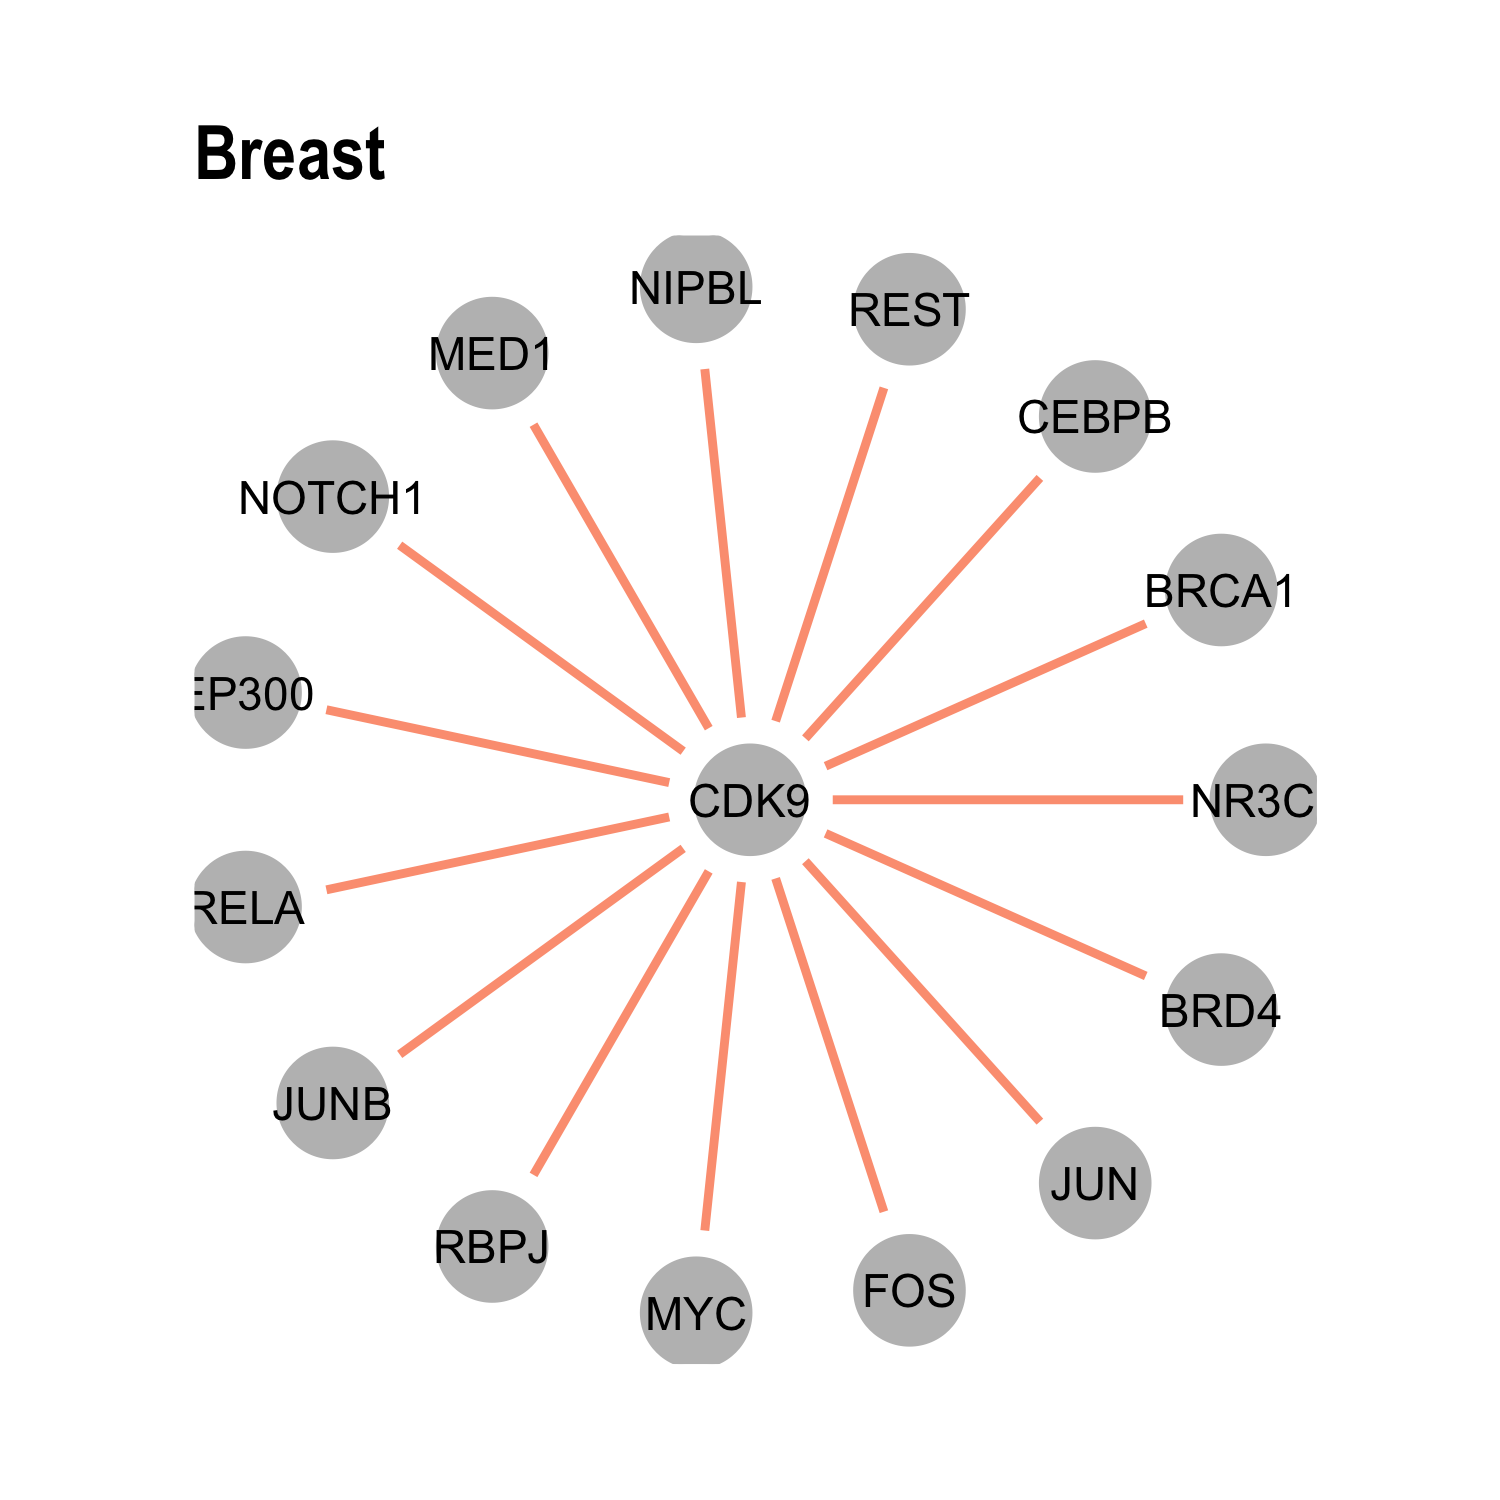 Breast
NIPBL
REST
MED1
CEBPB
NOTCH1
BRCA1
EP300
CDK9
NR3C
RELA
BRD4
JUNB
JUN
RBPJ
FOS
MYC